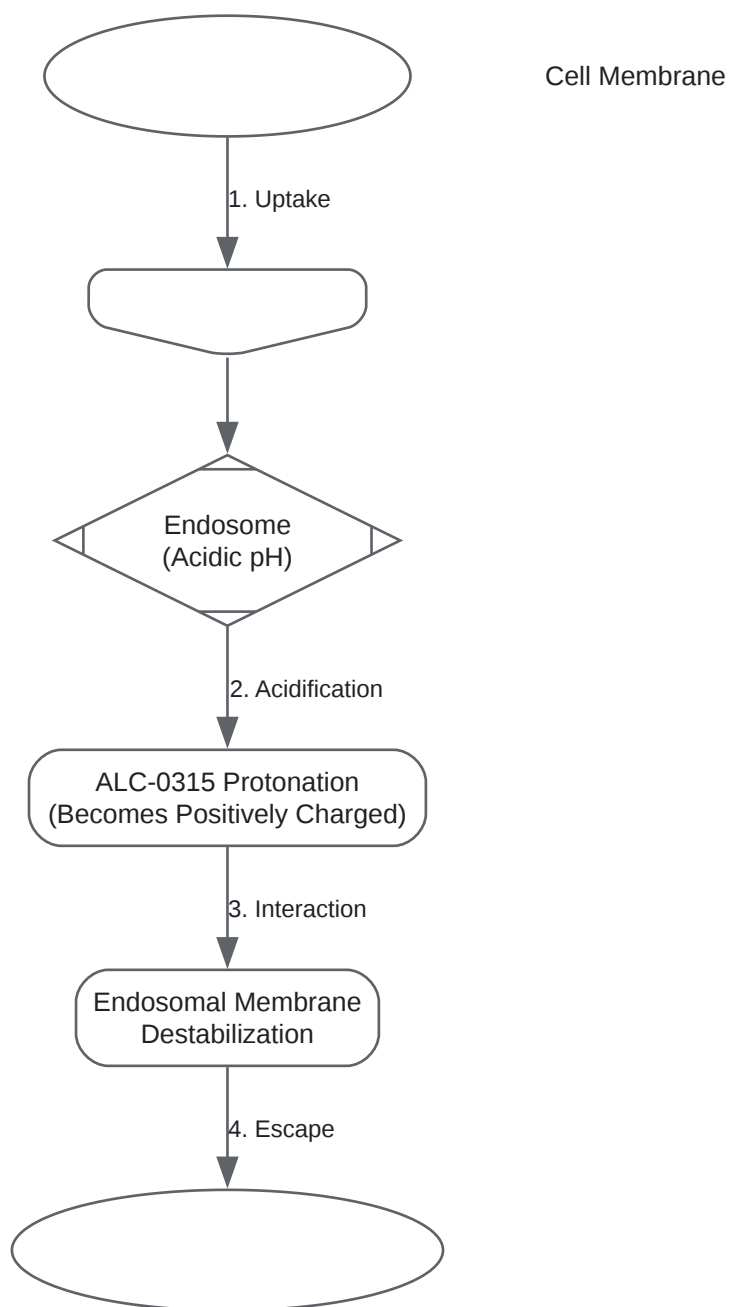 Cell Membrane
1. Uptake
Endosome
(Acidic pH)
2. Acidification
ALC-0315 Protonation
(Becomes Positively Charged)
3. Interaction
Endosomal Membrane
Destabilization
4. Escape